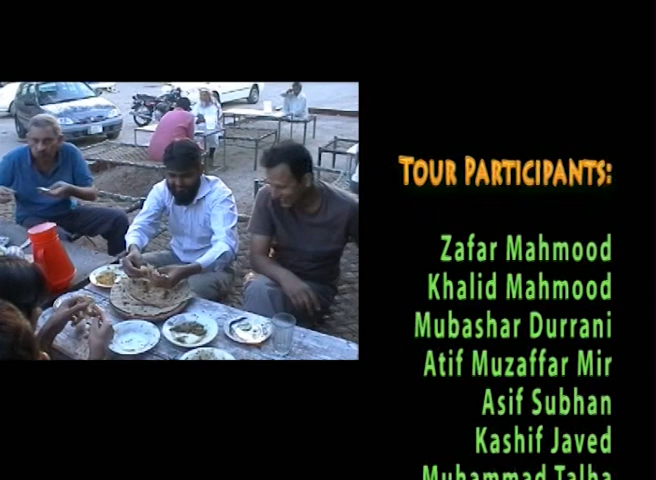 TOUR PARTICIPANTS:
Zafar Mahmood
Khalid Mahmood
Mubashar Durrani
Atif Muzaffar Mir
Asif Subhan
Kashif Javed
Muhammad Talha